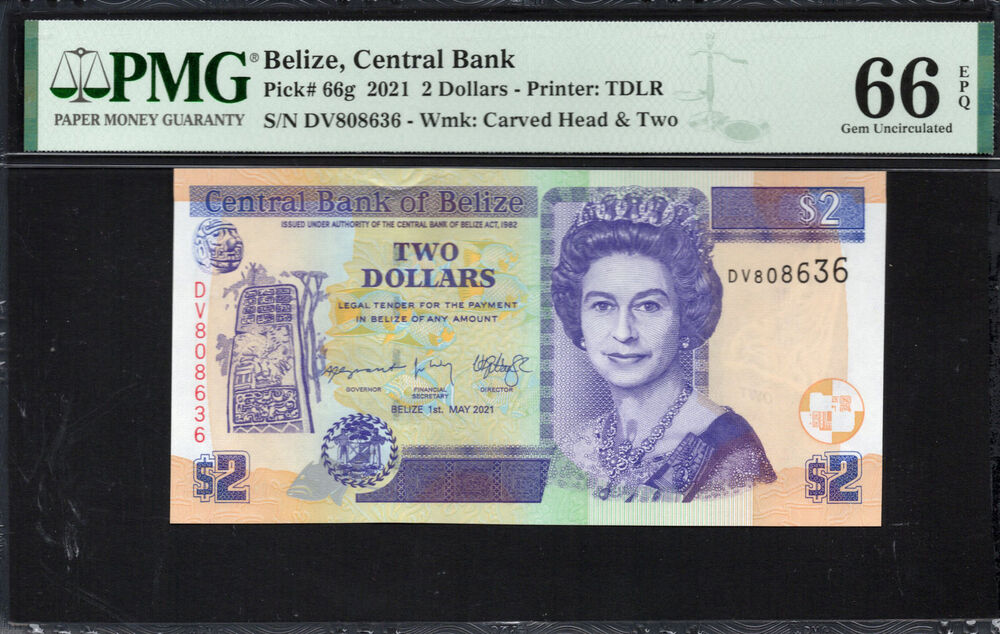 PMG®
PAPER MONEY GUARANTY
Belize, Central Bank
Pick# 66g 2021 2 Dollars - Printer: TDLR
S/N DV808636 - Wmk: Carved Head & Two
66 EPQ
Gem Uncirculated
Central Bank of Belize
$2
ISSUED UNDER AUTHORITY OF THE CENTRAL BANK OF BELIZE ACT, 1982
TWO
DOLLARS
DV808636
LEGAL TENDER FOR THE PAYMENT
IN BELIZE OF ANY AMOUNT
DV808636
GOVERNOR
FINANCIAL
SECRETARY
DIRECTOR
BELIZE 1st. MAY 2021
$2
$2